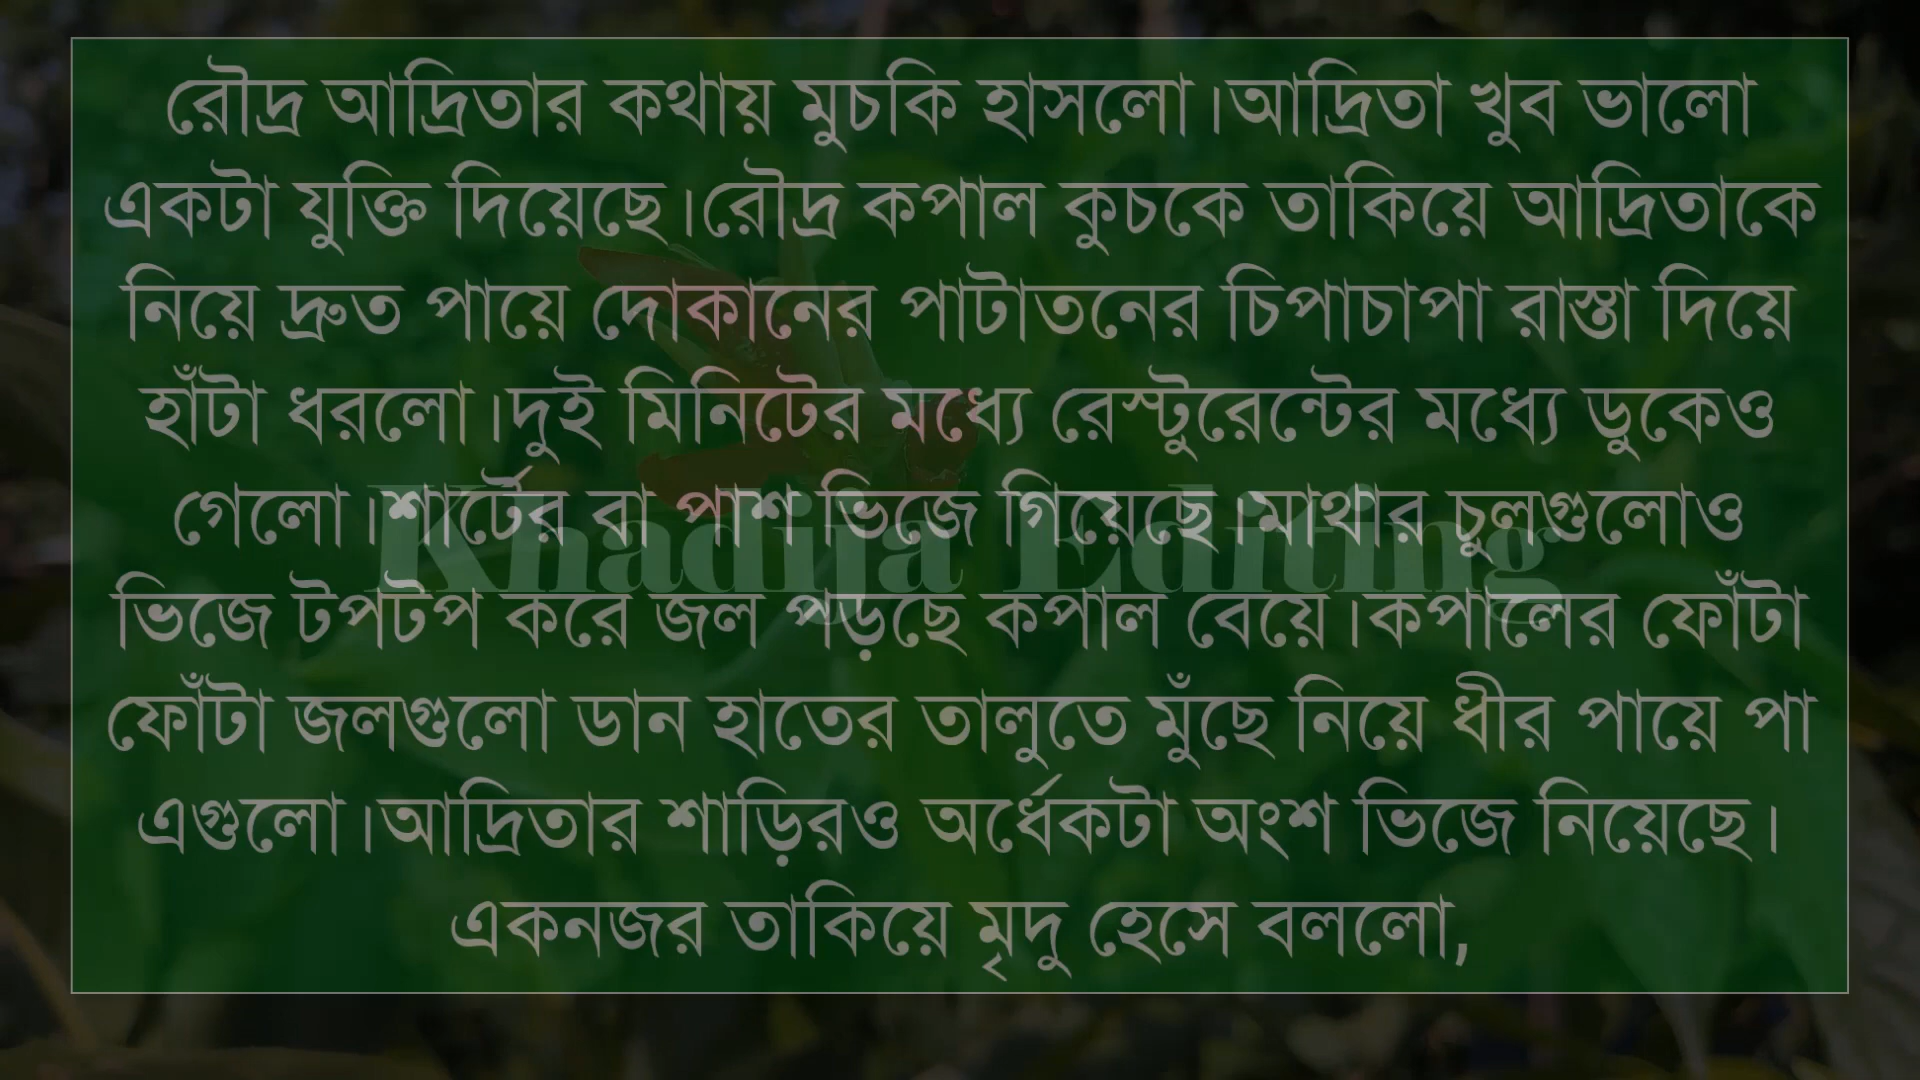 রৌদ্র আদ্রিতার কথায় মুচকি হাসলো।আদ্রিতা খুব ভালো
একটা যুক্তি দিয়েছে।রৌদ্র কপাল কুচকে তাকিয়ে আদ্রিতাকে
নিয়ে দ্রুত পায়ে দোকানের পাটাতনের চিপাচাপা রাস্তা দিয়ে
হাঁটা ধরলো।দুই মিনিটের মধ্যে রেস্টুরেন্টের মধ্যে ডুকেও
গেলো।শার্টের বা পাশ ভিজে গিয়েছে।মাথার চুলগুলোও
Khadija Editing
ভিজে টপটপ করে জল পড়ছে কপাল বেয়ে।কপালের ফোঁটা
ফোঁটা জলগুলো ডান হাতের তালুতে মুঁছে নিয়ে ধীর পায়ে পা
এগুলো।আদ্রিতার শাড়িরও অর্ধেকটা অংশ ভিজে নিয়েছে।
একনজর তাকিয়ে মৃদু হেসে বললো,